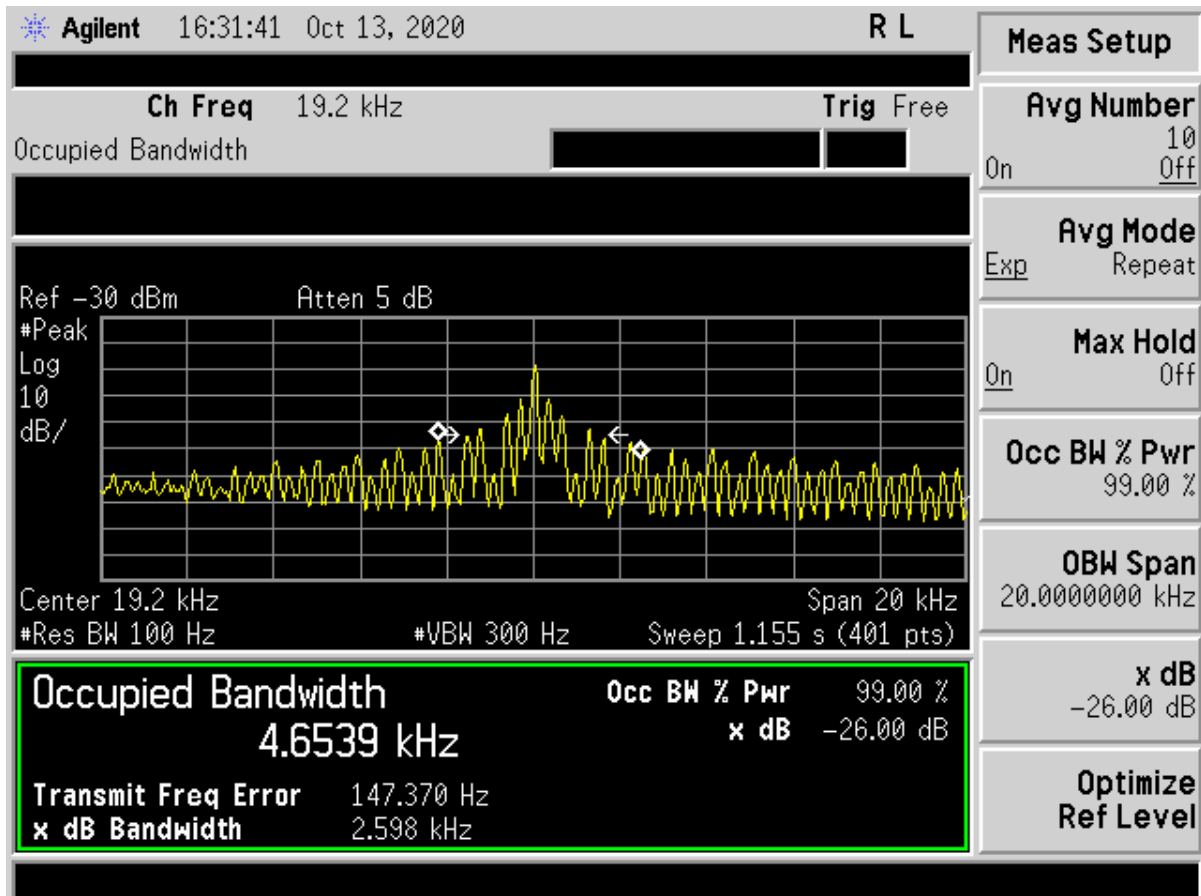 Agilent 16:31:41 Oct 13, 2020 R L
Ch Freq 19.2 kHz Trig Free
Occupied Bandwidth
Ref -30 dBm Atten 5 dB
#Peak
Log
10
dB/
Center 19.2 kHz Span 20 kHz
#Res BW 100 Hz #VBW 300 Hz Sweep 1.155 s (401 pts)
Occupied Bandwidth
4.6539 kHz
Occ BW % Pwr 99.00 %
x dB -26.00 dB
Transmit Freq Error 147.370 Hz
x dB Bandwidth 2.598 kHz
Meas Setup
Avg Number
10
On Off
Avg Mode
Exp Repeat
Max Hold
On Off
Occ BW % Pwr
99.00 %
OBW Span
20.0000000 kHz
x dB
-26.00 dB
Optimize
Ref Level